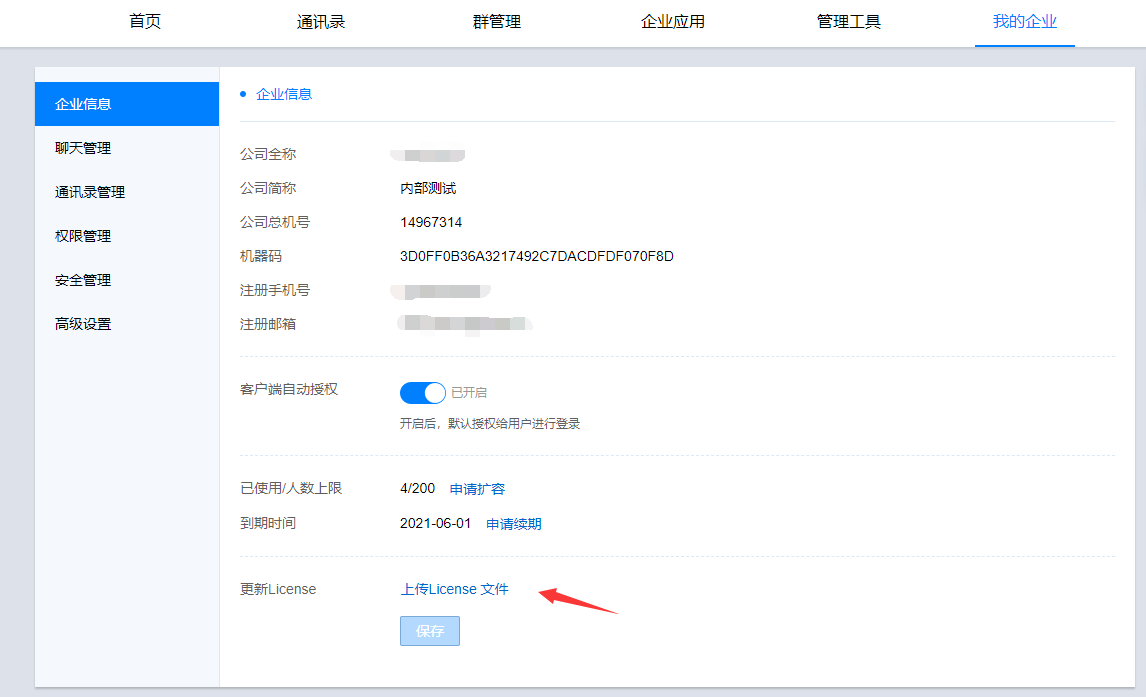 首页 通讯录 群管理 企业应用 管理工具 我的企业
企业信息
聊天管理
通讯录管理
权限管理
安全管理
高级设置
企业信息
公司全称
公司简称 内部测试
公司总机号 14967314
机器码 3D0FF0B36A3217492C7DACDFDF070F8D
注册手机号
注册邮箱
客户端自动授权 已开启
开启后，默认授权给用户进行登录
已使用/人数上限 4/200 申请扩容
到期时间 2021-06-01 申请续期
更新License 上传License 文件
保存